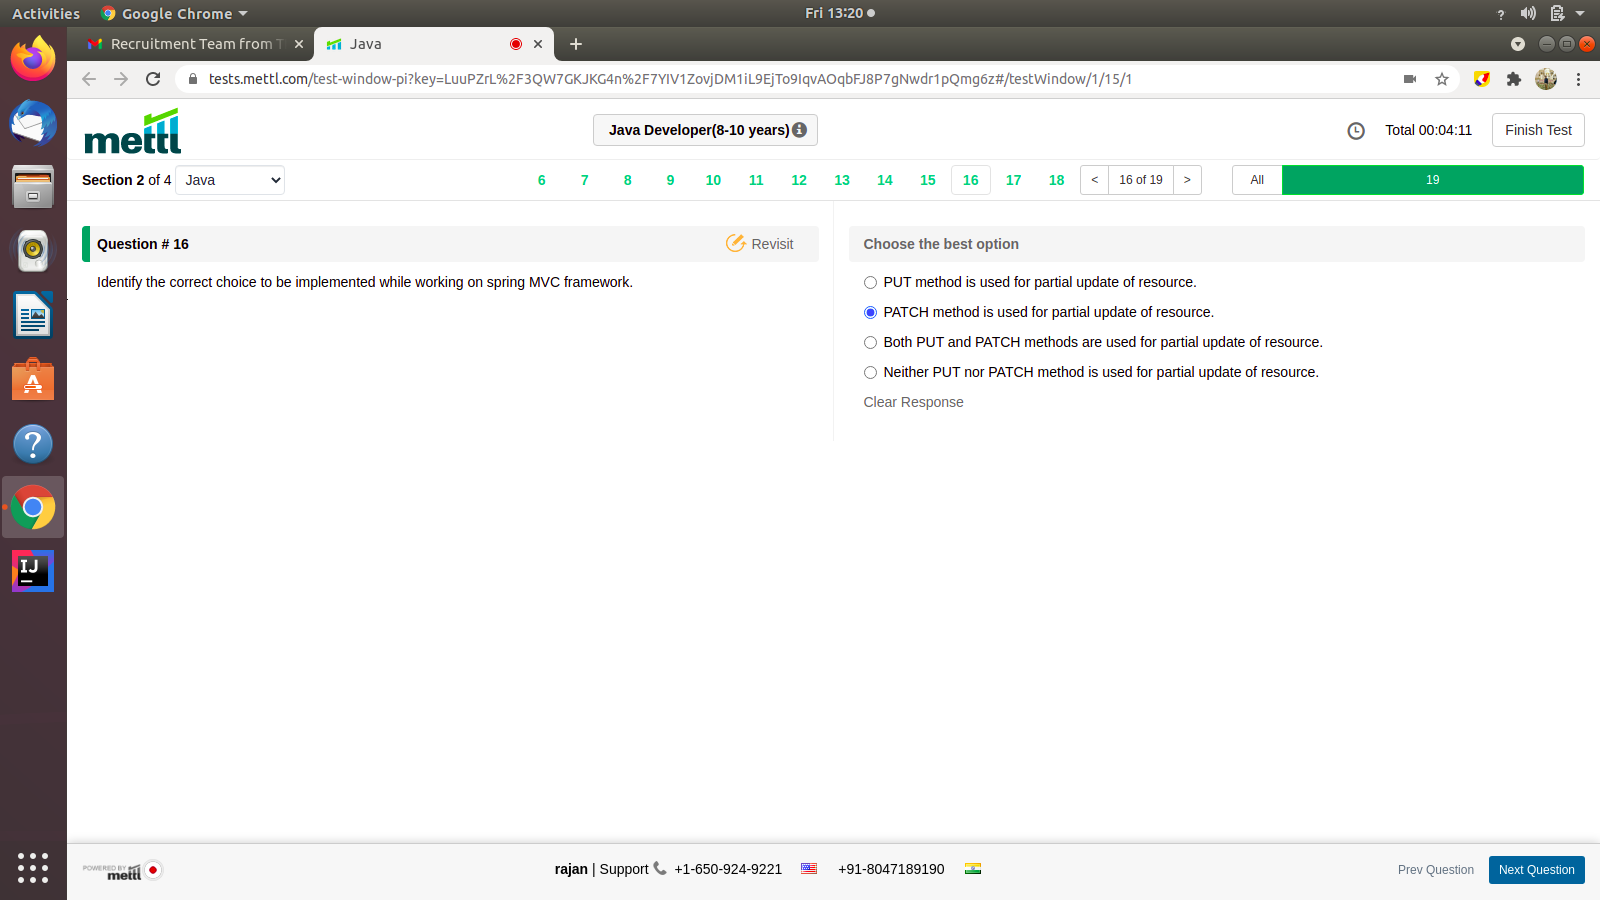 Activities
Google Chrome
Fri 13:20
?
Recruitment Team from T
Java
tests.mettl.com/test-window-pi?key=LuuPZrL%2F3QW7GKJKG4n%2F7YIV1ZovjDM1iL9EjTo9IqvAOqbFJ8P7gNwdr1pQmg6z#/testWindow/1/15/1
mettl
Java Developer(8-10 years)
Total 00:04:11
Finish Test
Section 2 of 4
Java
6 7 8 9 10 11 12 13 14 15 16 17 18
< 16 of 19 >
All
19
Question # 16
Revisit
Identify the correct choice to be implemented while working on spring MVC framework.
Choose the best option
PUT method is used for partial update of resource.
PATCH method is used for partial update of resource.
Both PUT and PATCH methods are used for partial update of resource.
Neither PUT nor PATCH method is used for partial update of resource.
Clear Response
POWERED BY
mettl
rajan | Support +1-650-924-9221 +91-8047189190
Prev Question
Next Question
A
?
IJ